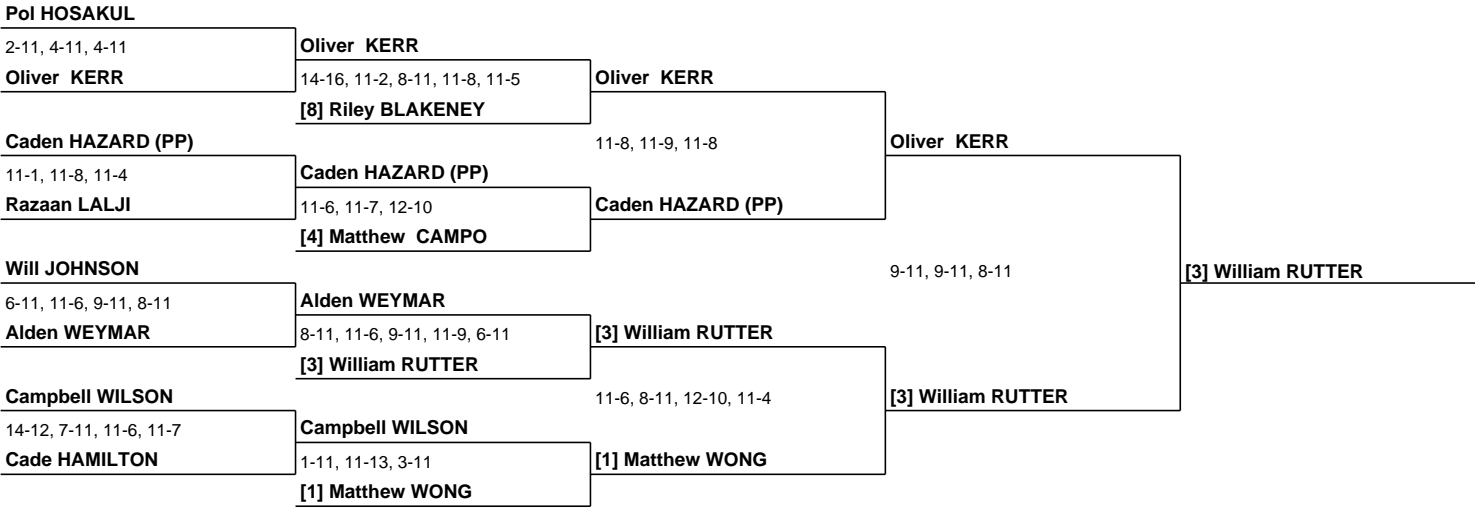 Pol HOSAKUL
2-11, 4-11, 4-11
Oliver KERR
Oliver KERR
14-16, 11-2, 8-11, 11-8, 11-5
[8] Riley BLAKENEY
Oliver KERR
Caden HAZARD (PP)
11-1, 11-8, 11-4
Razaan LALJI
Caden HAZARD (PP)
11-6, 11-7, 12-10
[4] Matthew CAMPO
11-8, 11-9, 11-8
Caden HAZARD (PP)
Oliver KERR
Will JOHNSON
6-11, 11-6, 9-11, 8-11
Alden WEYMAR
Alden WEYMAR
8-11, 11-6, 9-11, 11-9, 6-11
[3] William RUTTER
[3] William RUTTER
9-11, 9-11, 8-11
[3] William RUTTER
Campbell WILSON
14-12, 7-11, 11-6, 11-7
Cade HAMILTON
Campbell WILSON
1-11, 11-13, 3-11
[1] Matthew WONG
11-6, 8-11, 12-10, 11-4
[1] Matthew WONG
[3] William RUTTER